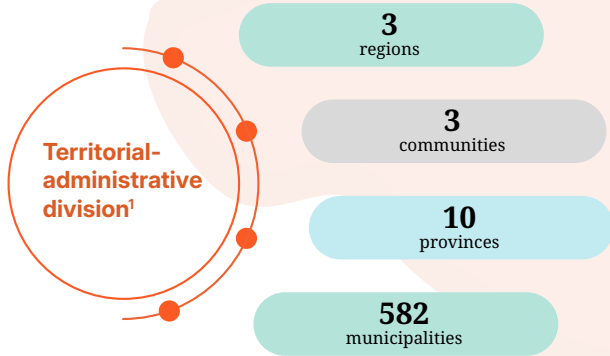 3
regions
3
communities
Territorial-
administrative
division¹
10
provinces
582
municipalities